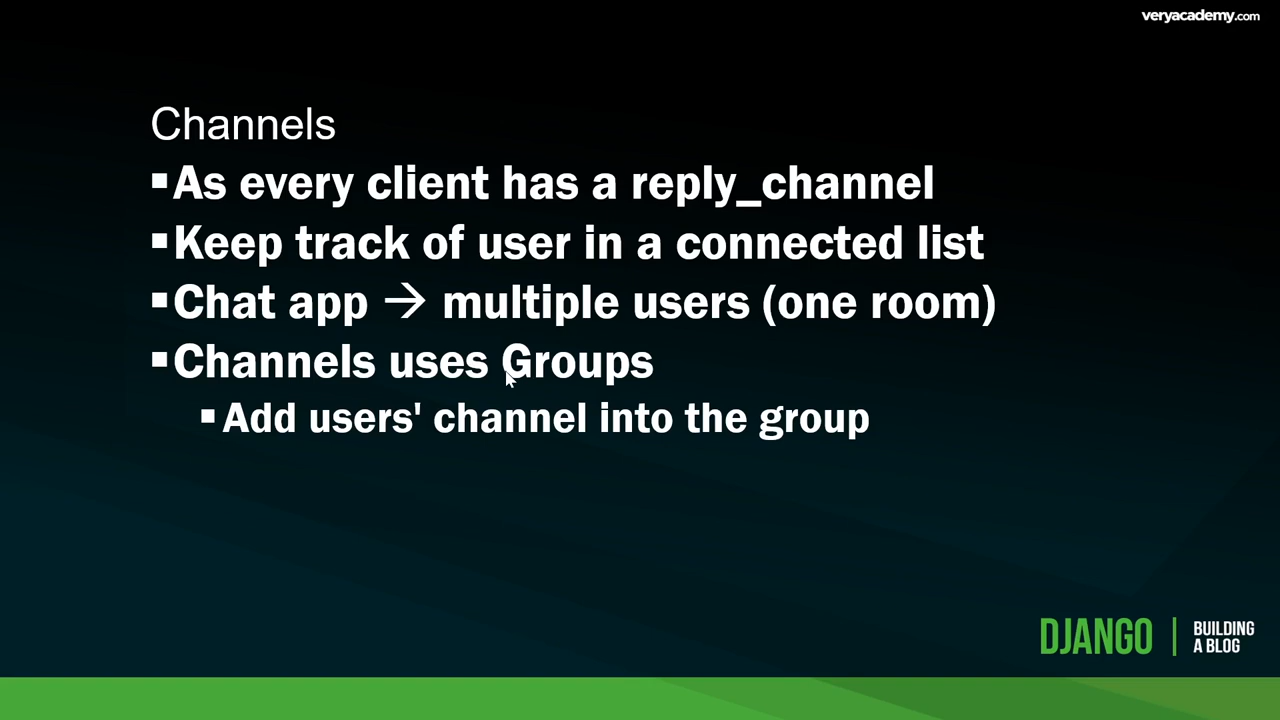 veryacademy.com
Channels
▪As every client has a reply_channel
▪Keep track of user in a connected list
▪Chat app → multiple users (one room)
▪Channels uses Groups
▪Add users' channel into the group
DJANGO | BUILDING
A BLOG